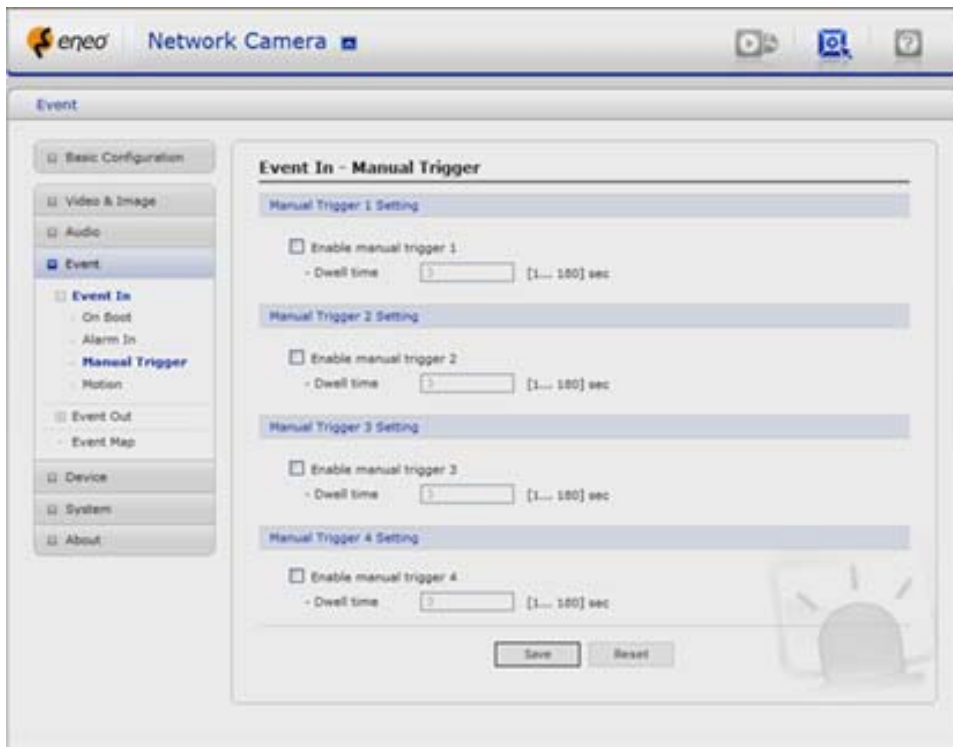 eneo Network Camera
Event
Basic Configuration
Video & Image
Audio
Event
Event In
On Boot
Alarm In
Manual Trigger
Motion
Event Out
Event Map
Device
System
About
Event In - Manual Trigger
Manual Trigger 1 Setting
Enable manual trigger 1
- Dwell time [1... 180] sec
Manual Trigger 2 Setting
Enable manual trigger 2
- Dwell time [1... 180] sec
Manual Trigger 3 Setting
Enable manual trigger 3
- Dwell time [1... 180] sec
Manual Trigger 4 Setting
Enable manual trigger 4
- Dwell time [1... 180] sec
Save Reset